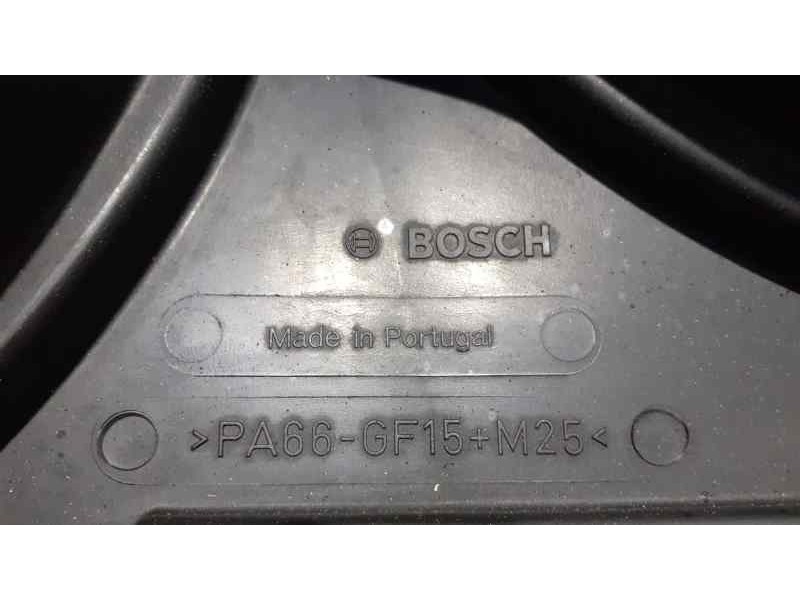 BOSCH
Made in Portugal
>PA66-GF15+M25<